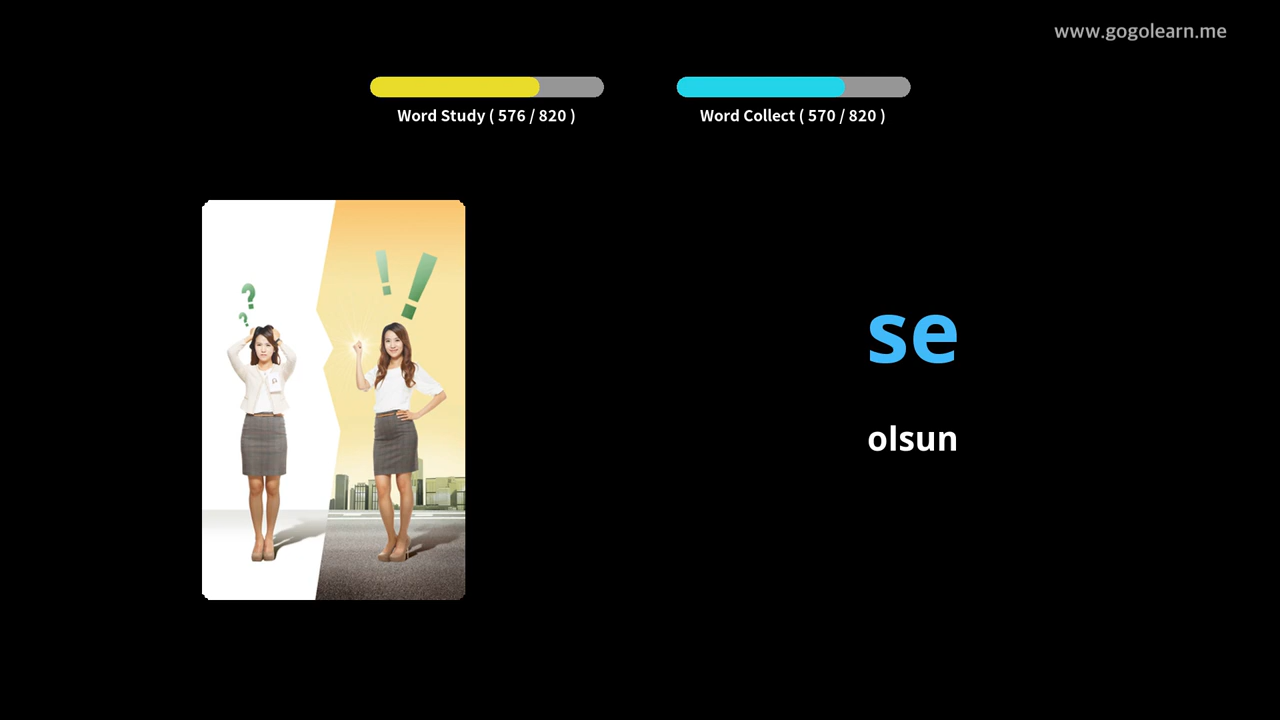 www.gogolearn.me
Word Study ( 576 / 820 )
Word Collect ( 570 / 820 )
? ?
! !
se
olsun